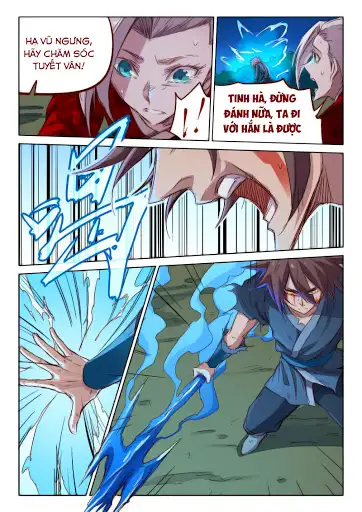 HẠ VŨ NGƯNG,
HÃY CHĂM SÓC
TUYẾT VÂN!
!!
TINH HÀ, ĐỪNG
ĐÁNH NỮA, TA ĐI
VỚI HẮN LÀ ĐƯỢC